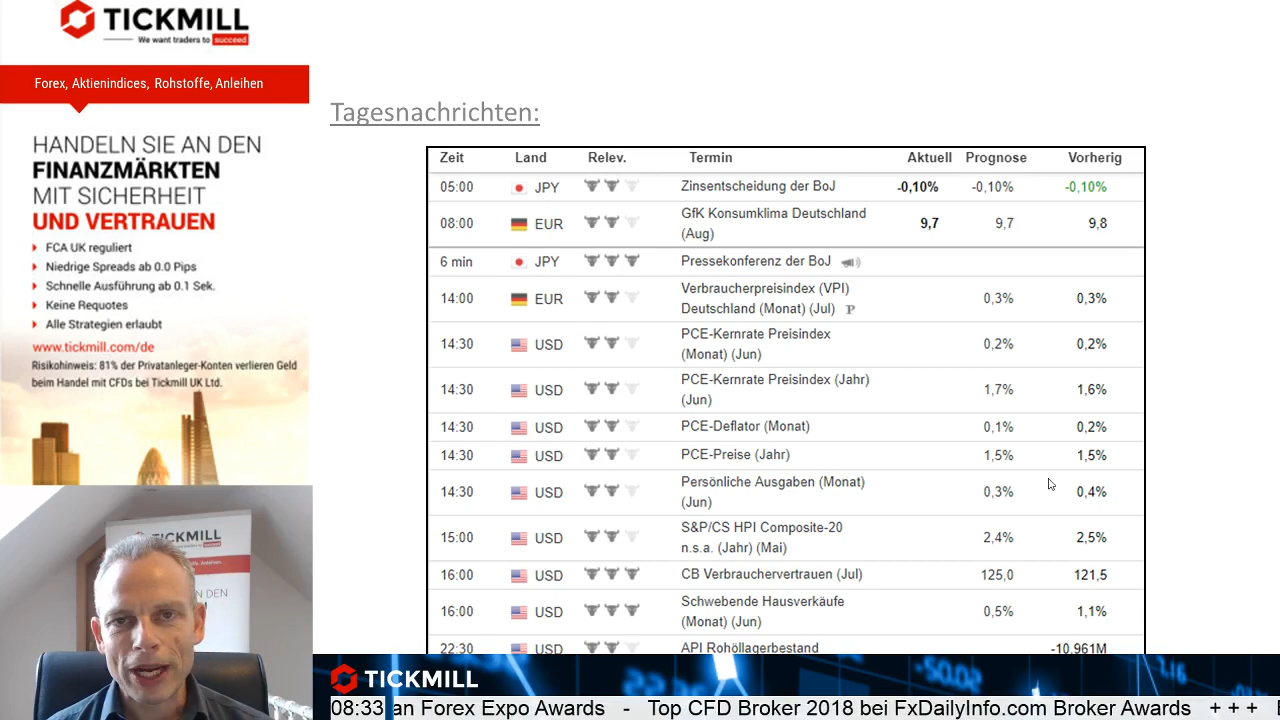 TICKMILL
We want traders to succeed
Forex, Aktienindices, Rohstoffe, Anleihen
HANDELN SIE AN DEN
FINANZMÄRKTEN
MIT SICHERHEIT
UND VERTRAUEN
FCA UK reguliert
Niedrige Spreads ab 0.0 Pips
Schnelle Ausführung ab 0.1 Sek.
Keine Requotes
Alle Strategien erlaubt
www.tickmill.com/de
Risikohinweis: 81% der Privatanleger-Konten verlieren Geld
beim Handel mit CFDs bei Tickmill UK Ltd.
TICKMILL
Tagesnachrichten:
Zeit Land Relev. Termin Aktuell Prognose Vorherig
05:00 JPY Zinsentscheidung der BoJ -0,10% -0,10% -0,10%
08:00 EUR GfK Konsumklima Deutschland 9,7 9,7 9,8
(Aug)
6 min JPY Pressekonferenz der BoJ
14:00 EUR Verbraucherpreisindex (VPI) 0,3% 0,3%
Deutschland (Monat) (Jul) P
14:30 USD PCE-Kernrate Preisindex 0,2% 0,2%
(Monat) (Jun)
14:30 USD PCE-Kernrate Preisindex (Jahr) 1,7% 1,6%
(Jun)
14:30 USD PCE-Deflator (Monat) 0,1% 0,2%
14:30 USD PCE-Preise (Jahr) 1,5% 1,5%
14:30 USD Persönliche Ausgaben (Monat) 0,3% 0,4%
(Jun)
15:00 USD S&P/CS HPI Composite-20 2,4% 2,5%
n.s.a. (Jahr) (Mai)
16:00 USD CB Verbrauchervertrauen (Jul) 125,0 121,5
16:00 USD Schwebende Hausverkäufe 0,5% 1,1%
(Monat) (Jun)
22:30 USD API Rohöllagerbestand -10,961M
TICKMILL
08:33 an Forex Expo Awards - Top CFD Broker 2018 bei FxDailyInfo.com Broker Awards + + +